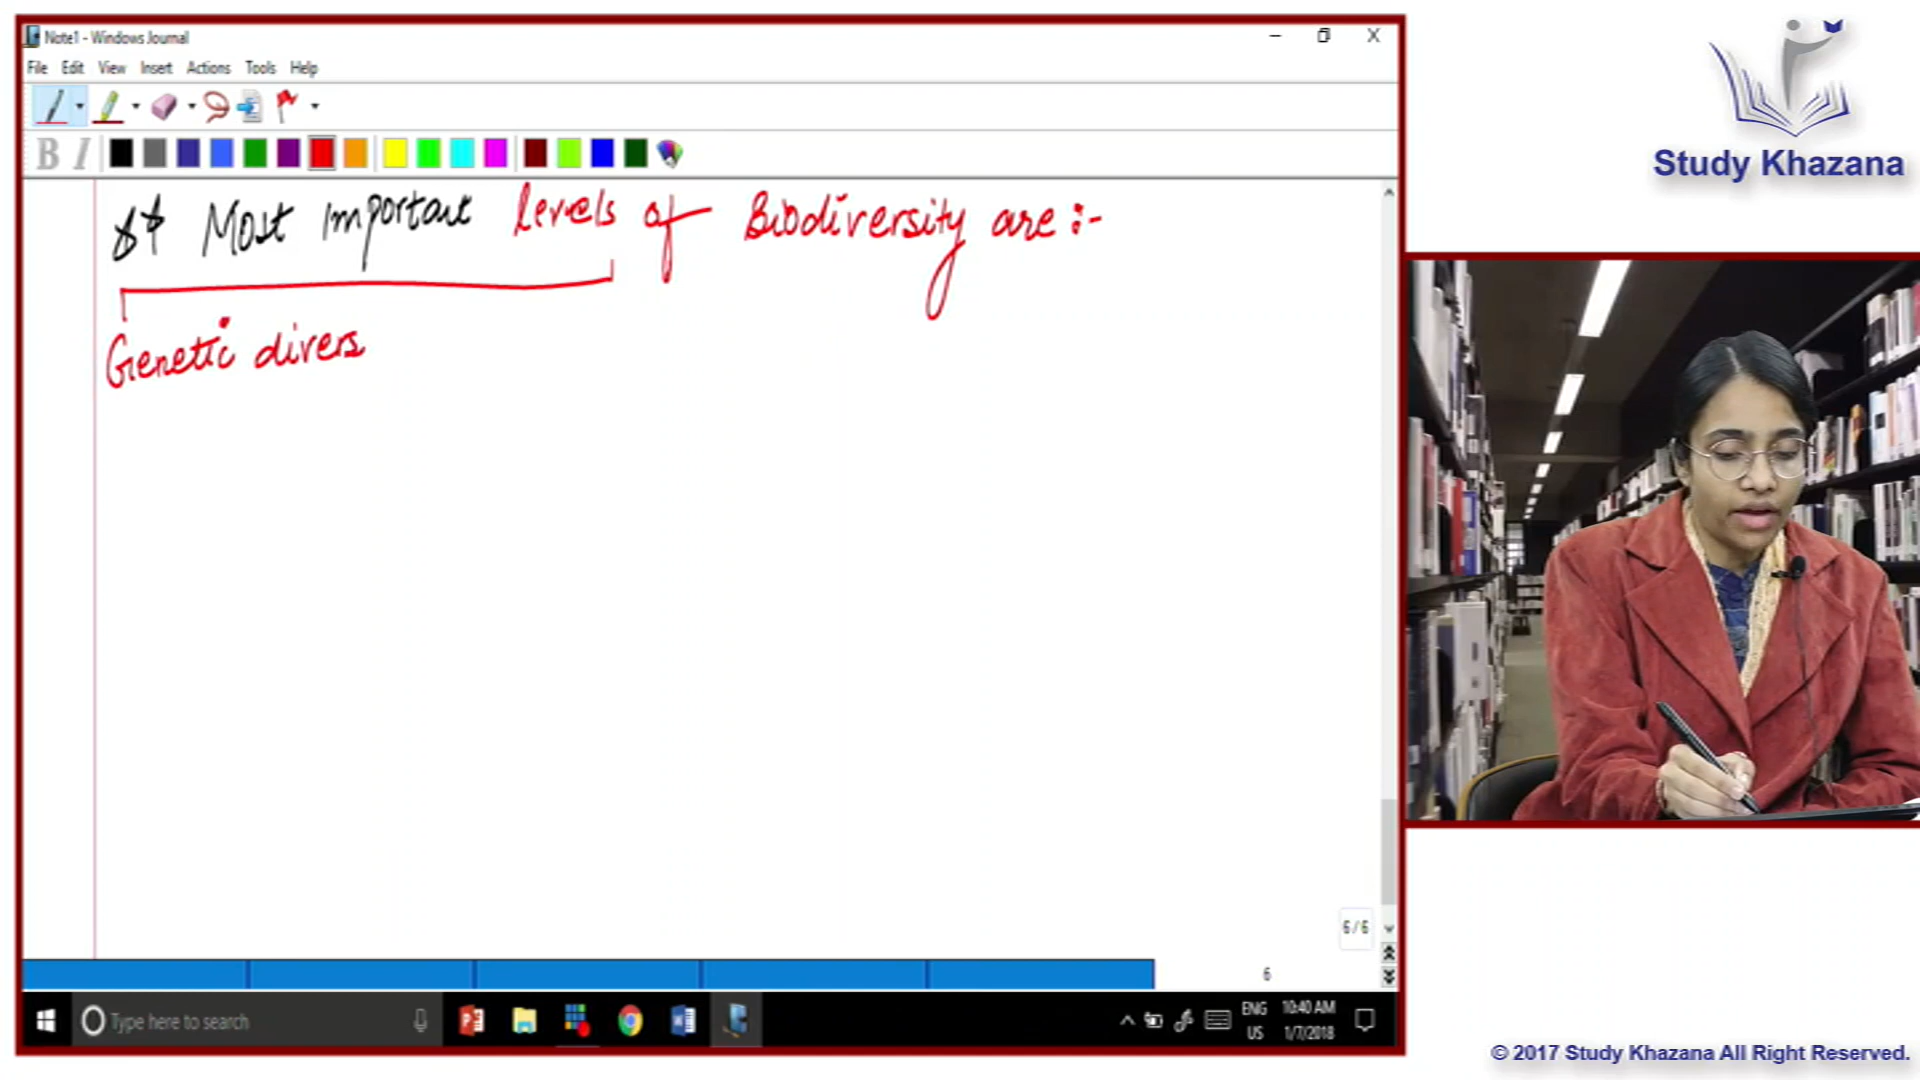 Note1 - Windows Journal
File Edit View Insert Actions Tools Help
B I
Most Important levels of Biodiversity are :-
Genetic divers
6 / 6
6
Type here to search
ENG
US
10:40 AM
1/7/2018
Study Khazana
© 2017 Study Khazana All Right Reserved.